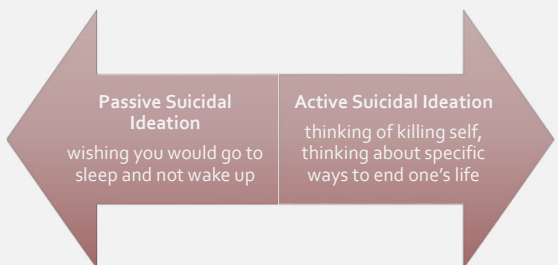 Passive Suicidal
Ideation
wishing you would go to
sleep and not wake up
Active Suicidal Ideation
thinking of killing self,
thinking about specific
ways to end one's life